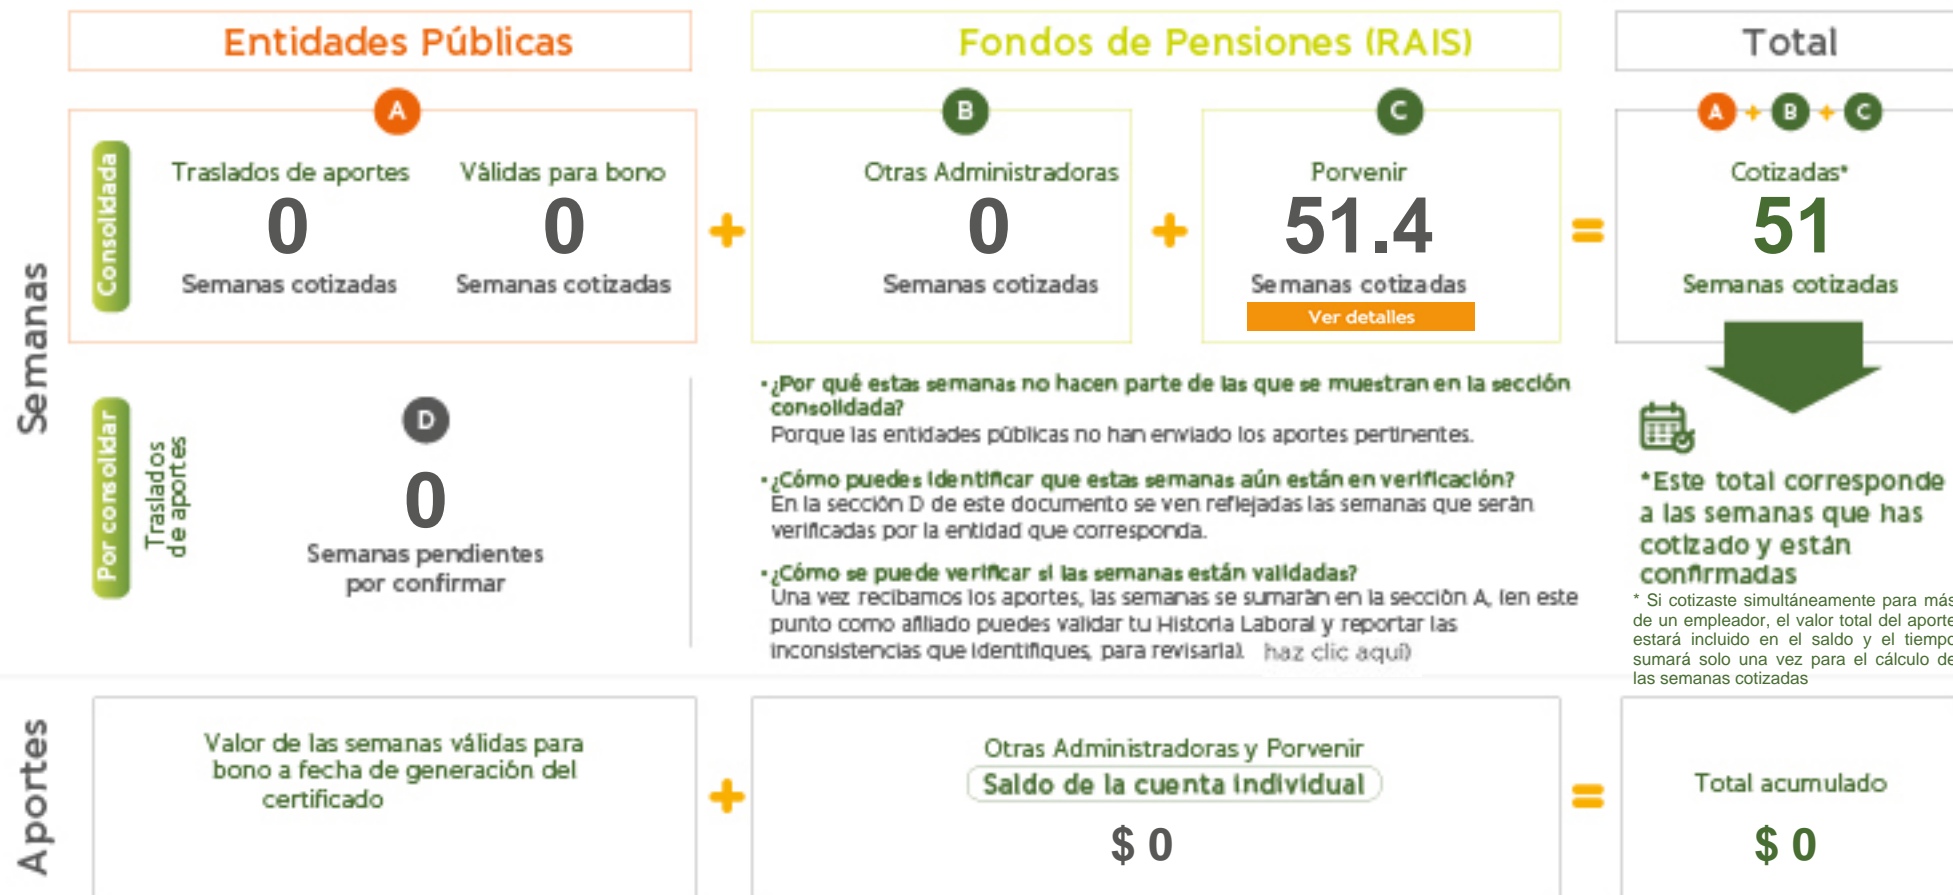 Entidades Públicas
Fondos de Pensiones (RAIS)
Total
Semanas
Consolidada
A
Traslados de aportes
0
Semanas cotizadas
Válidas para bono
0
Semanas cotizadas
+
B
Otras Administradoras
0
Semanas cotizadas
+
C
Porvenir
51.4
Semanas cotizadas
Ver detalles
=
A + B + C
Cotizadas*
51
Semanas cotizadas
Por consolidar
Traslados
de aportes
D
0
Semanas pendientes
por confirmar
• ¿Por qué estas semanas no hacen parte de las que se muestran en la sección
consolidada?
Porque las entidades públicas no han enviado los aportes pertinentes.
• ¿Cómo puedes identificar que estas semanas aún están en verificación?
En la sección D de este documento se ven reflejadas las semanas que serán
verificadas por la entidad que corresponda.
• ¿Cómo se puede verificar si las semanas están validadas?
Una vez recibamos los aportes, las semanas se sumarán en la sección A, (en este
punto como afiliado puedes validar tu Historia Laboral y reportar las
inconsistencias que identifiques, para revisarla). haz clic aquí)
*Este total corresponde
a las semanas que has
cotizado y están
confirmadas
* Si cotizaste simultáneamente para más
de un empleador, el valor total del aporte
estará incluido en el saldo y el tiempo
sumará solo una vez para el cálculo de
las semanas cotizadas
Aportes
Valor de las semanas válidas para
bono a fecha de generación del
certificado
+
Otras Administradoras y Porvenir
Saldo de la cuenta individual
$ 0
=
Total acumulado
$ 0